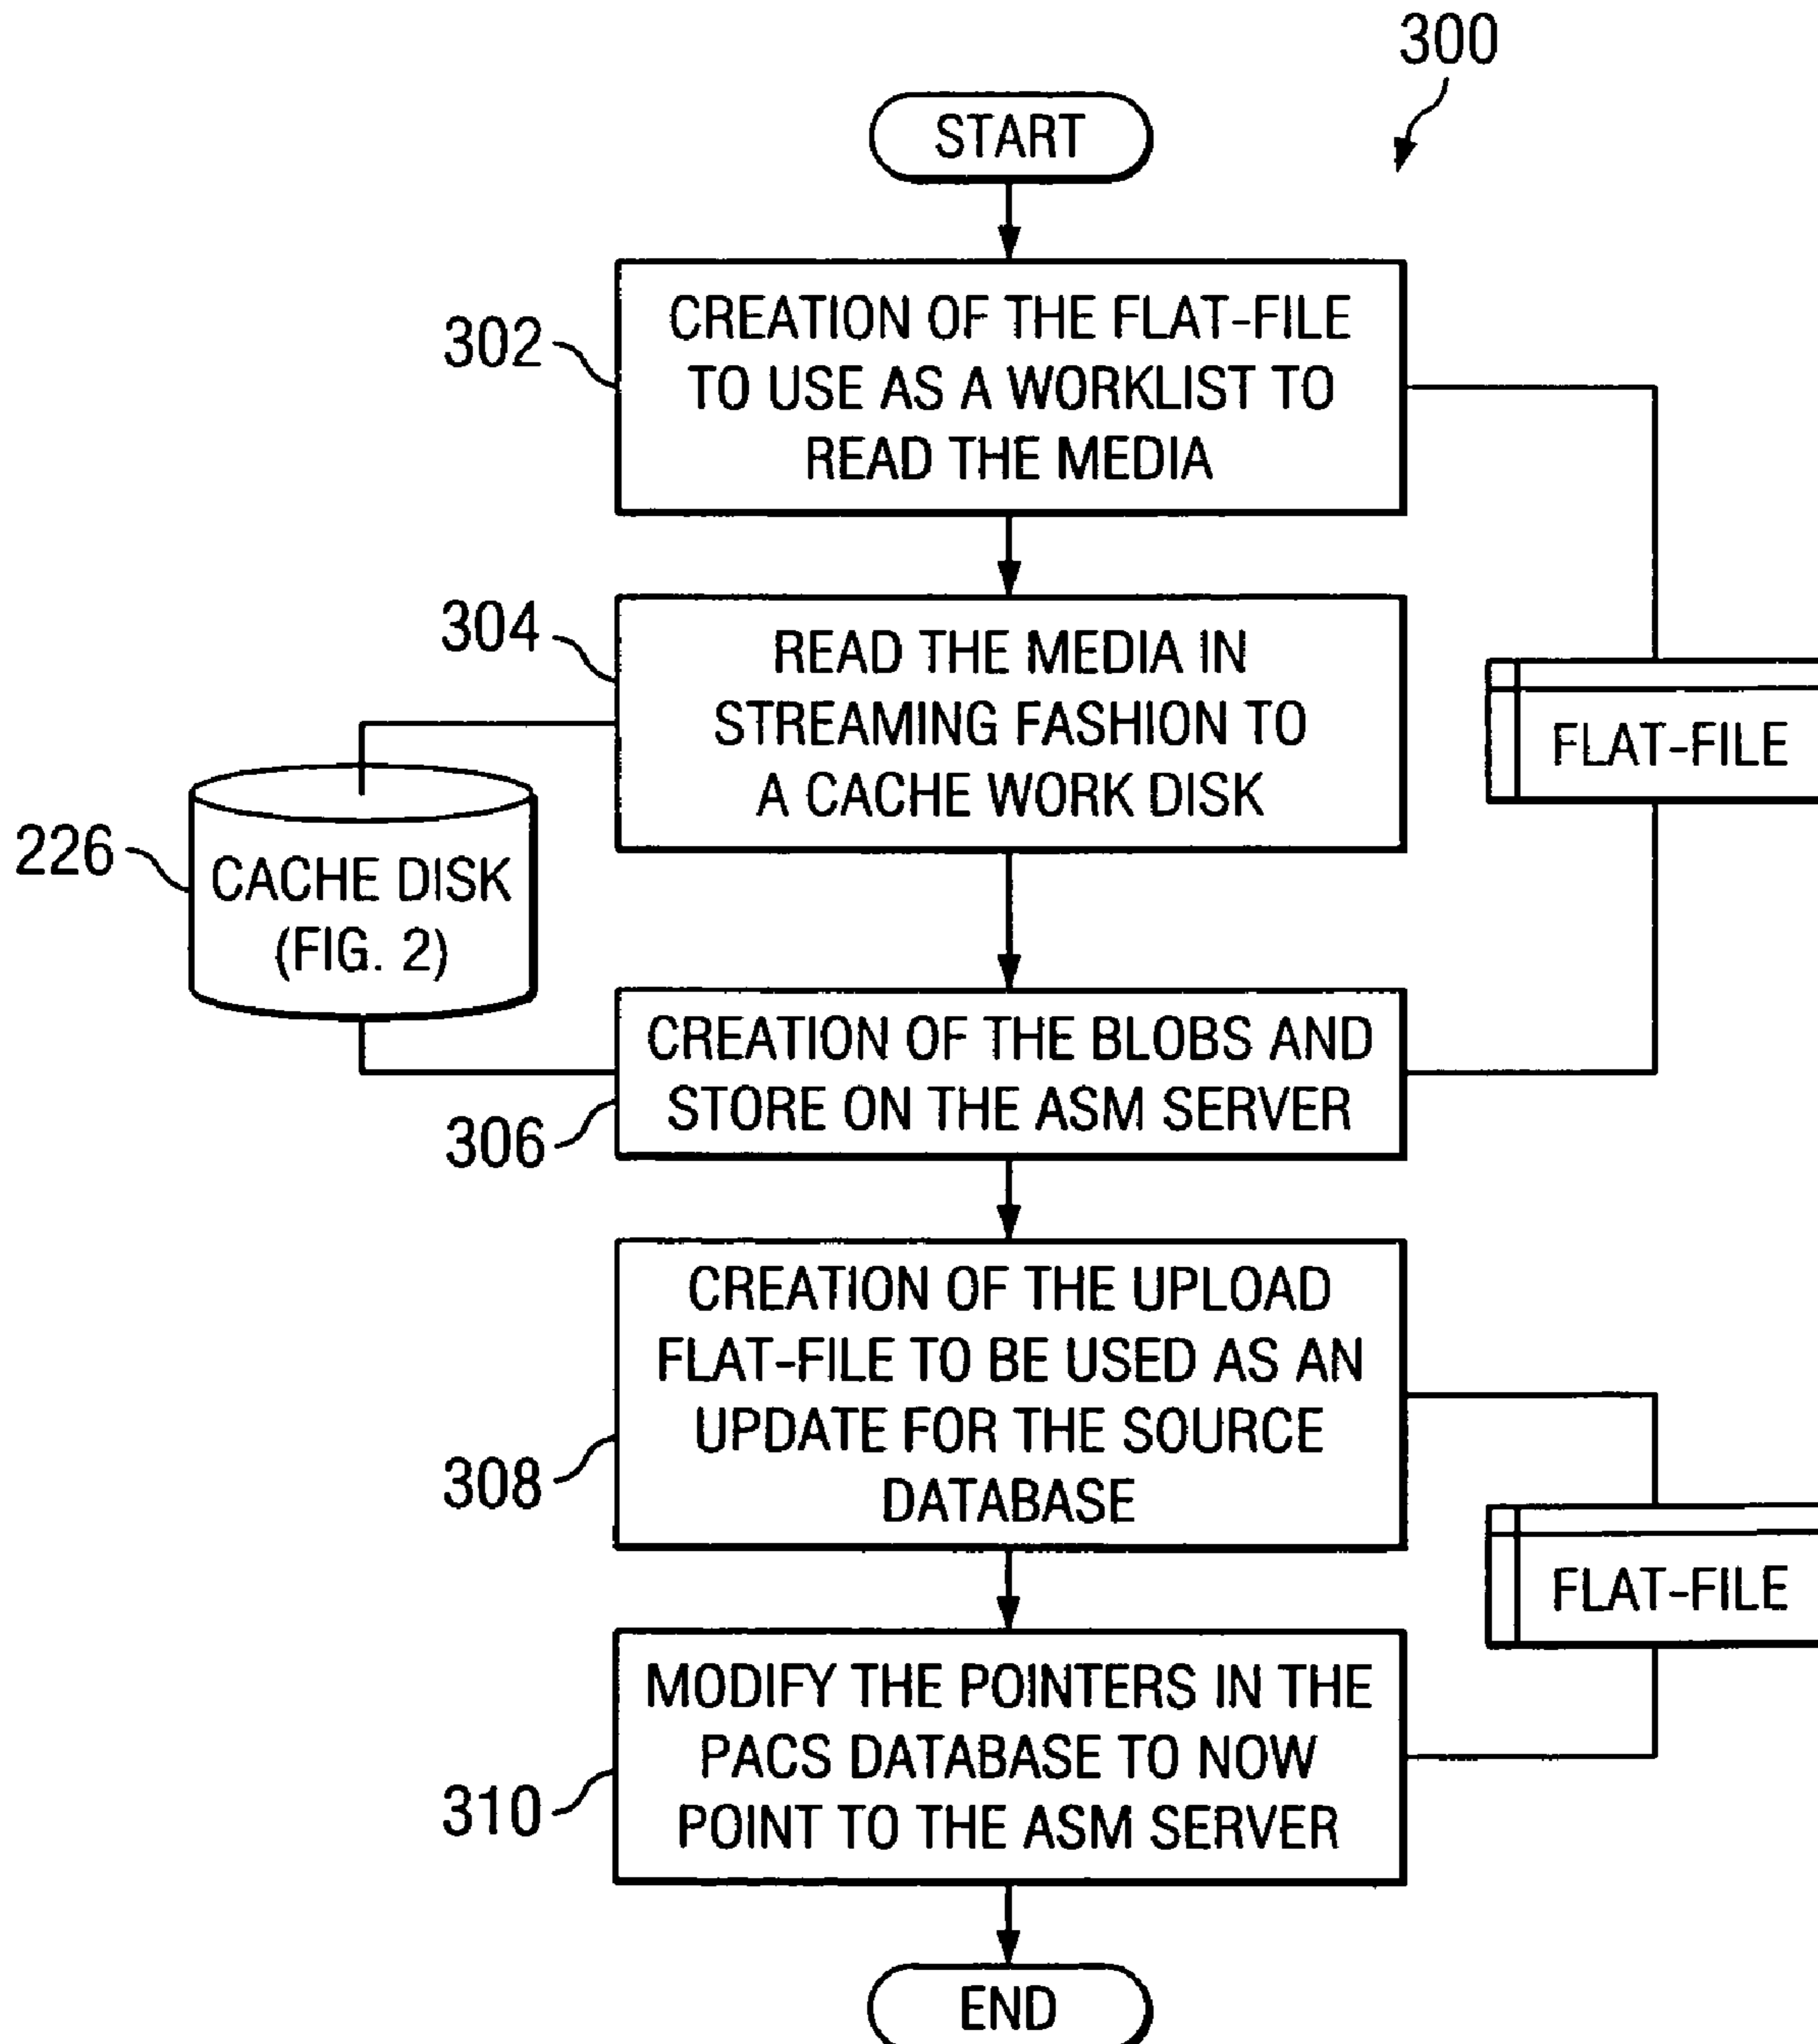 300
START
302
CREATION OF THE FLAT-FILE
TO USE AS A WORKLIST TO
READ THE MEDIA
304
READ THE MEDIA IN
STREAMING FASHION TO
A CACHE WORK DISK
FLAT-FILE
226
CACHE DISK
(FIG. 2)
306
CREATION OF THE BLOBS AND
STORE ON THE ASM SERVER
308
CREATION OF THE UPLOAD
FLAT-FILE TO BE USED AS AN
UPDATE FOR THE SOURCE
DATABASE
FLAT-FILE
310
MODIFY THE POINTERS IN THE
PACS DATABASE TO NOW
POINT TO THE ASM SERVER
END